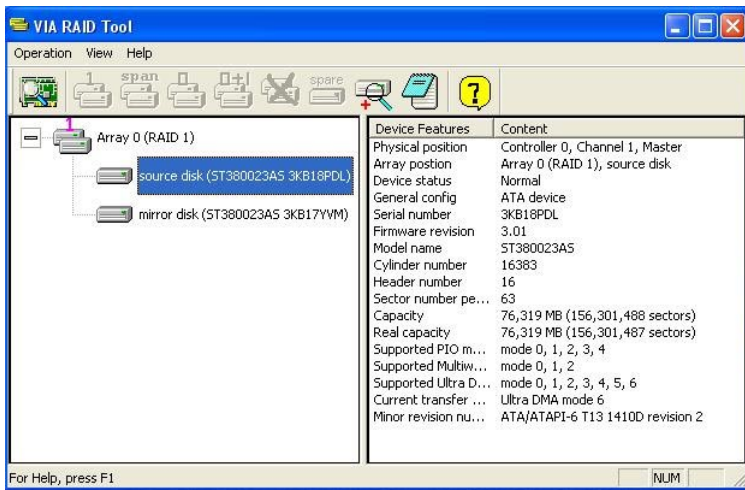 VIA RAID Tool
Operation View Help
1 span spare
1
Array 0 (RAID 1)
source disk (ST380023AS 3KB18PDL)
mirror disk (ST380023AS 3KB17YVM)
Device Features Content
Physical position Controller 0, Channel 1, Master
Array postion Array 0 (RAID 1), source disk
Device status Normal
General config ATA device
Serial number 3KB18PDL
Firmware revision 3.01
Model name ST380023AS
Cylinder number 16383
Header number 16
Sector number pe... 63
Capacity 76,319 MB (156,301,488 sectors)
Real capacity 76,319 MB (156,301,487 sectors)
Supported PIO m... mode 0, 1, 2, 3, 4
Supported Multiw... mode 0, 1, 2
Supported Ultra D... mode 0, 1, 2, 3, 4, 5, 6
Current transfer ... Ultra DMA mode 6
Minor revision nu... ATA/ATAPI-6 T13 1410D revision 2
For Help, press F1 NUM